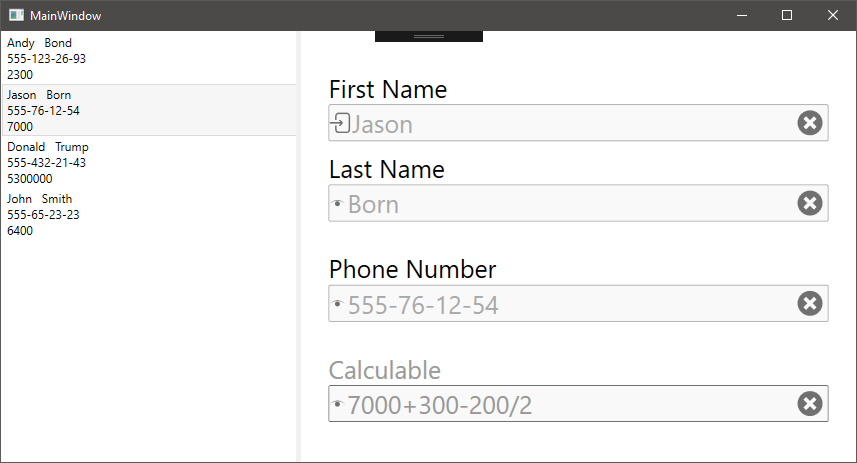 MainWindow
Andy Bond
555-123-26-93
2300
Jason Born
555-76-12-54
7000
Donald Trump
555-432-21-43
5300000
John Smith
555-65-23-23
6400
First Name
Jason
Last Name
Born
Phone Number
555-76-12-54
Calculable
7000+300-200/2